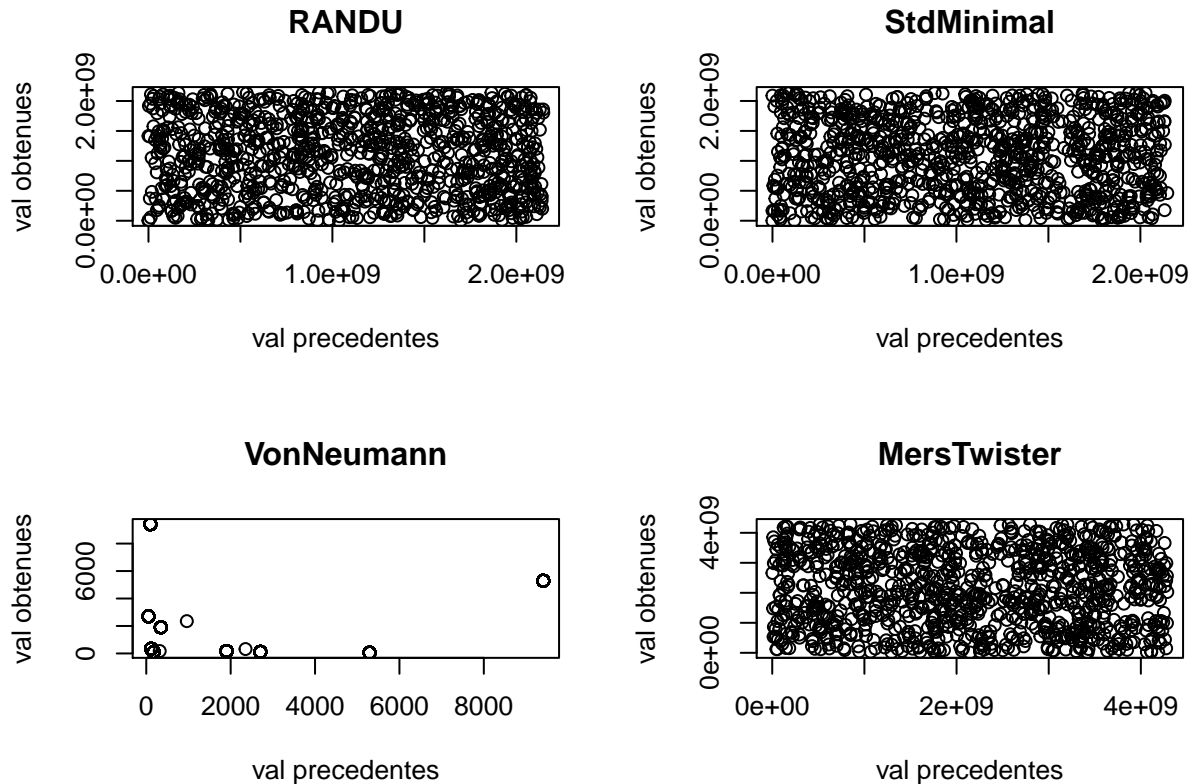 RANDU
val obtenues
0.0e+00 2.0e+09
0.0e+00 1.0e+09 2.0e+09
val precedentes
StdMinimal
val obtenues
0.0e+00 2.0e+09
0.0e+00 1.0e+09 2.0e+09
val precedentes
VonNeumann
val obtenues
0 6000
0 2000 4000 6000 8000
val precedentes
MersTwister
val obtenues
0e+00 4e+09
0e+00 2e+09 4e+09
val precedentes